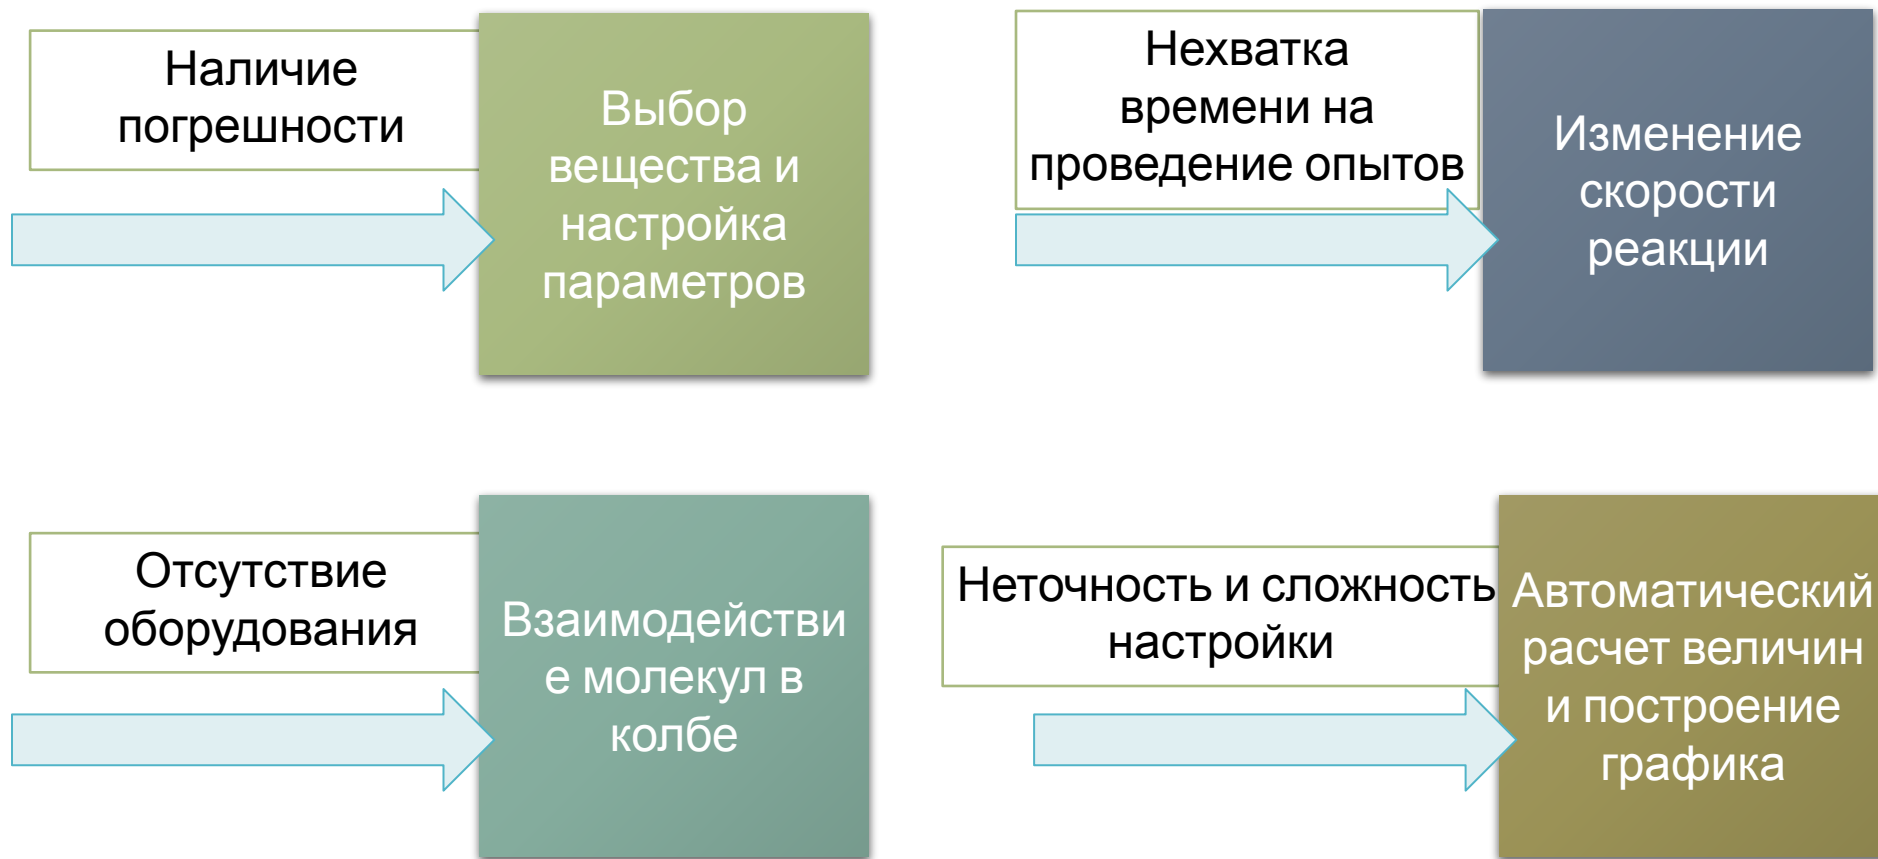 Наличие
погрешности
Выбор
вещества и
настройка
параметров
Нехватка
времени на
проведение опытов
Изменение
скорости
реакции
Отсутствие
оборудования
Взаимодействи
е молекул в
колбе
Неточность и сложность
настройки
Автоматический
расчет величин
и построение
графика